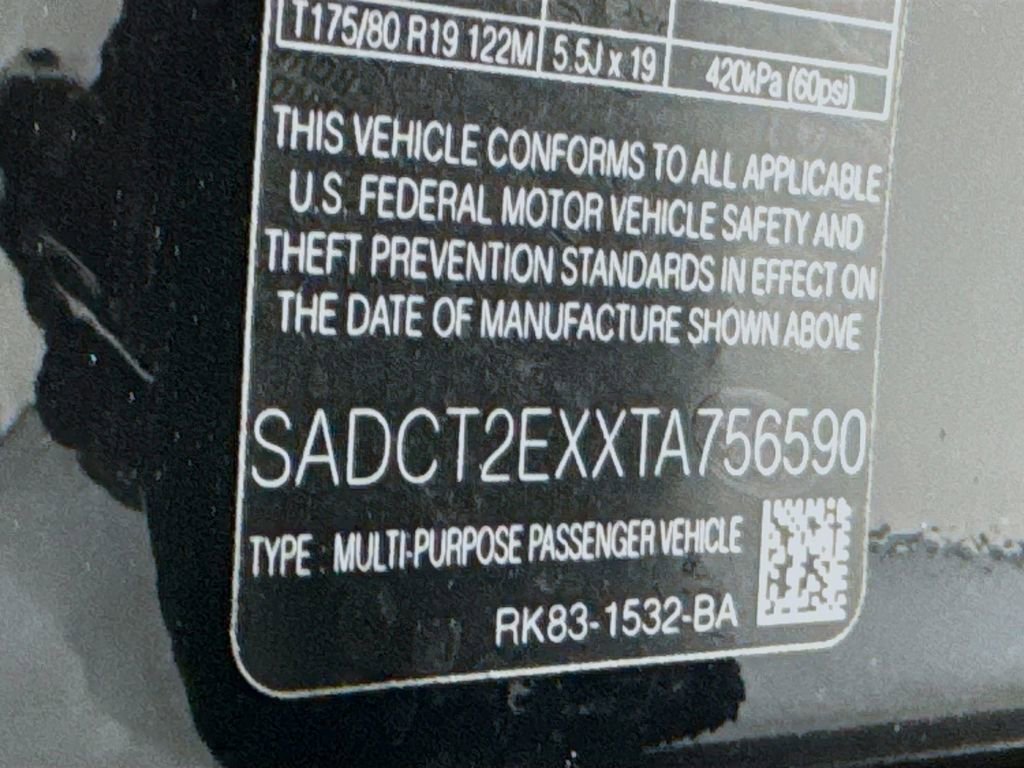 T175/80 R19 122M 5.5J x 19 420kPa (60psi)
THIS VEHICLE CONFORMS TO ALL APPLICABLE
U.S. FEDERAL MOTOR VEHICLE SAFETY AND
THEFT PREVENTION STANDARDS IN EFFECT ON
THE DATE OF MANUFACTURE SHOWN ABOVE
SADCT2EXXTA756590
TYPE : MULTI-PURPOSE PASSENGER VEHICLE
RK83-1532-BA